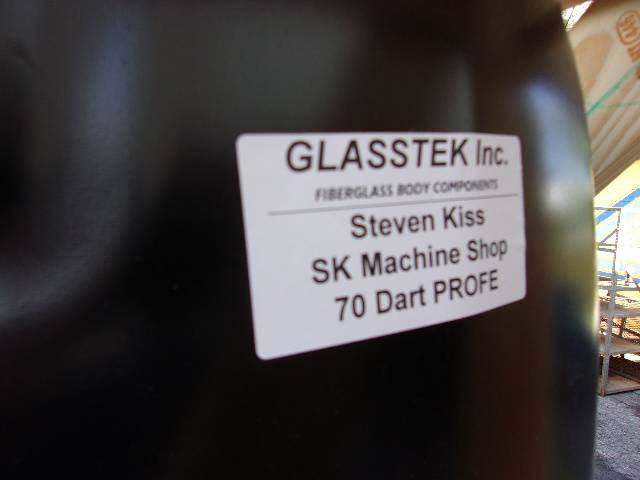 GLASSTEK Inc.
FIBERGLASS BODY COMPONENTS
Steven Kiss
SK Machine Shop
70 Dart PROFE